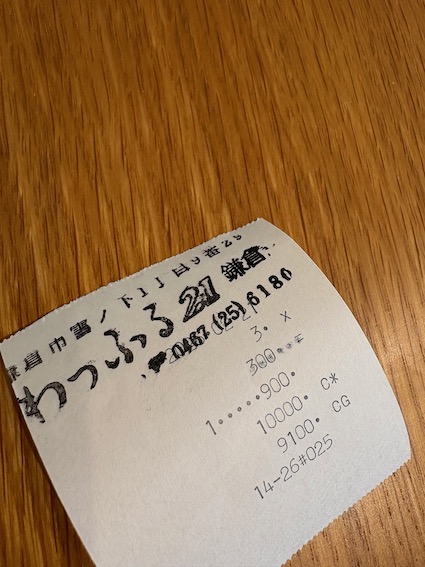 鎌倉市雪ノ下1丁目9番29
わっふる21鎌倉
☎0467(25)6180
3• X
300•
1•••••900•
10000• C*
9100• CG
14-26#025